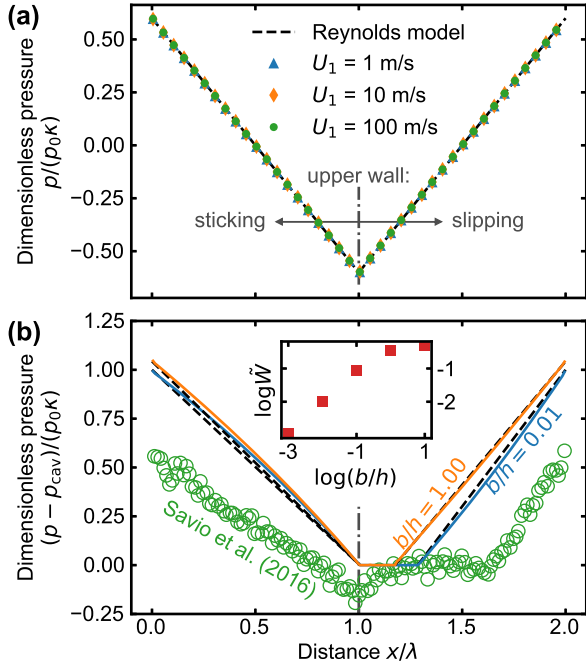 (a)
Dimensionless pressure
p/(p₀κ)
0.50
0.25
0.00
−0.25
−0.50
Reynolds model
U₁ = 1 m/s
U₁ = 10 m/s
U₁ = 100 m/s
upper wall:
sticking
slipping
(b)
Dimensionless pressure
(p − p_cav)/(p₀κ)
1.25
1.00
0.75
0.50
0.25
0.00
−0.25
logW̃
-1
-2
-3
-1
1
log(b/h)
b/h = 1.00
b/h = 0.01
Savio et al. (2016)
0.0
0.5
1.0
1.5
2.0
Distance x/λ